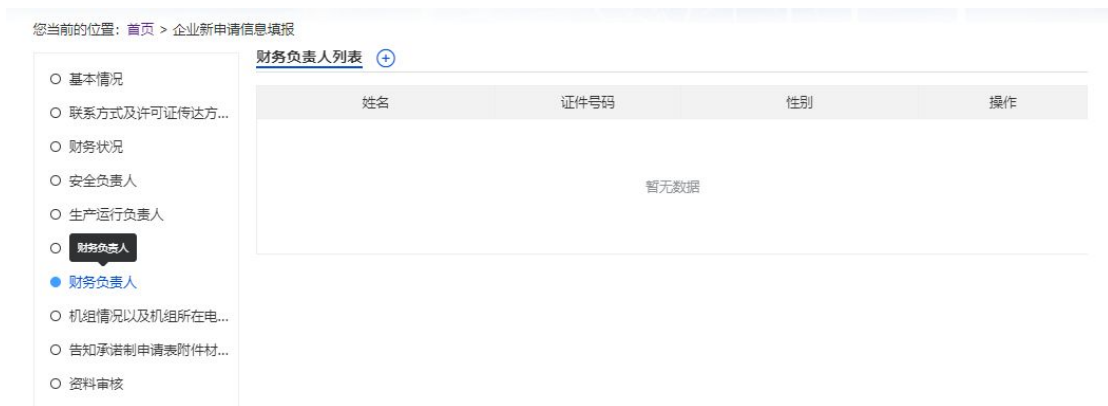 您当前的位置：首页 > 企业新申请信息填报
基本情况
联系方式及许可证传达方...
财务状况
安全负责人
生产运行负责人
财务负责人
财务负责人
机组情况以及机组所在电...
告知承诺制申请表附件材...
资料审核
财务负责人列表
姓名 证件号码 性别 操作
暂无数据